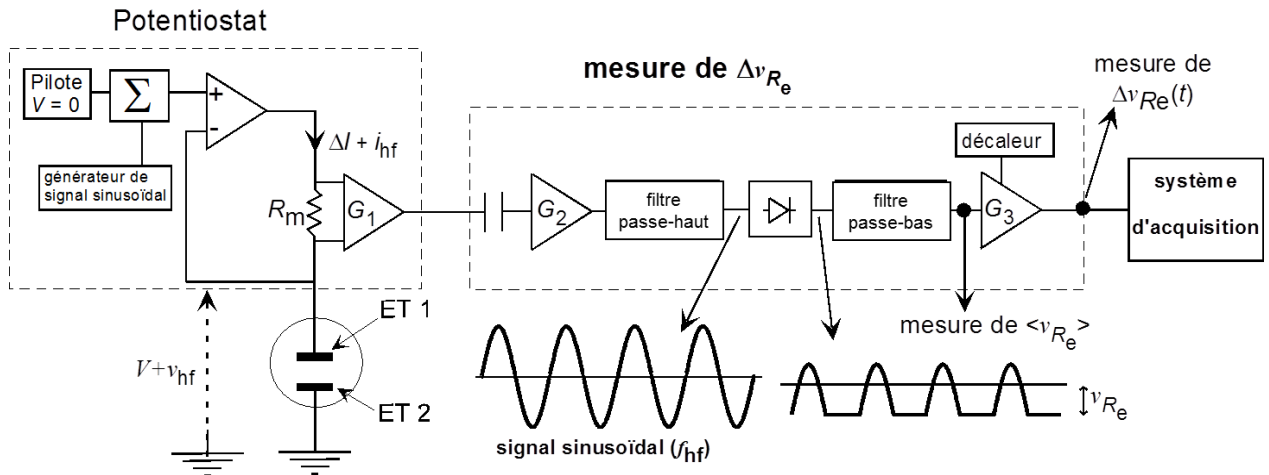 Potentiostat
Pilote
V = 0
Σ
+
-
générateur de
signal sinusoïdal
ΔI + i_hf
R_m
G_1
V+v_hf
ET 1
ET 2
mesure de Δv_Re
G_2
filtre
passe-haut
filtre
passe-bas
décaleur
G_3
mesure de
Δv_Re(t)
système
d'acquisition
mesure de <v_Re>
signal sinusoïdal (f_hf)
v_Re